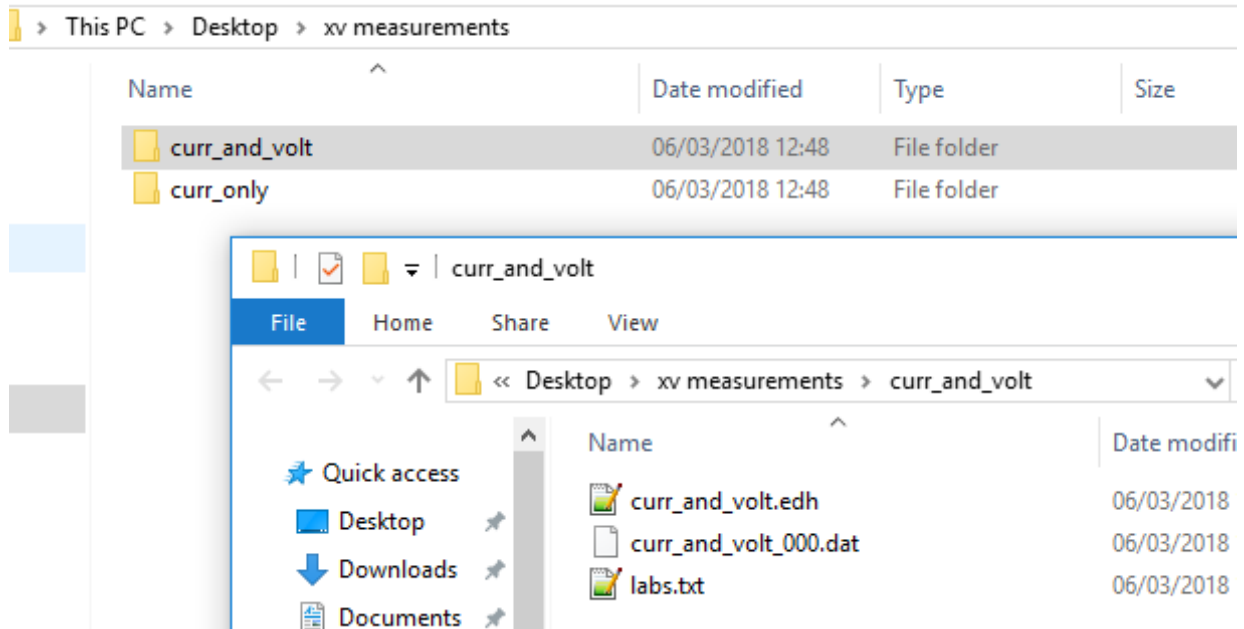 This PC > Desktop > xv measurements
Name Date modified Type Size
curr_and_volt 06/03/2018 12:48 File folder
curr_only 06/03/2018 12:48 File folder
curr_and_volt
File Home Share View
« Desktop > xv measurements > curr_and_volt
Name Date modifi
Quick access
Desktop
Downloads
Documents
curr_and_volt.edh 06/03/2018
curr_and_volt_000.dat 06/03/2018
labs.txt 06/03/2018